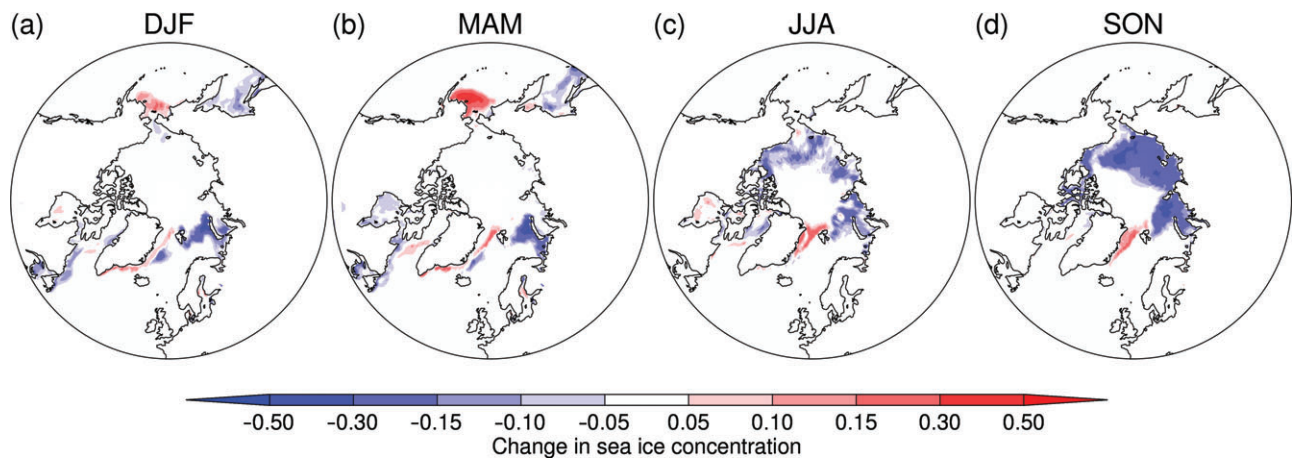 (a) DJF (b) MAM (c) JJA (d) SON
−0.50 −0.30 −0.15 −0.10 −0.05 0.05 0.10 0.15 0.30 0.50
Change in sea ice concentration